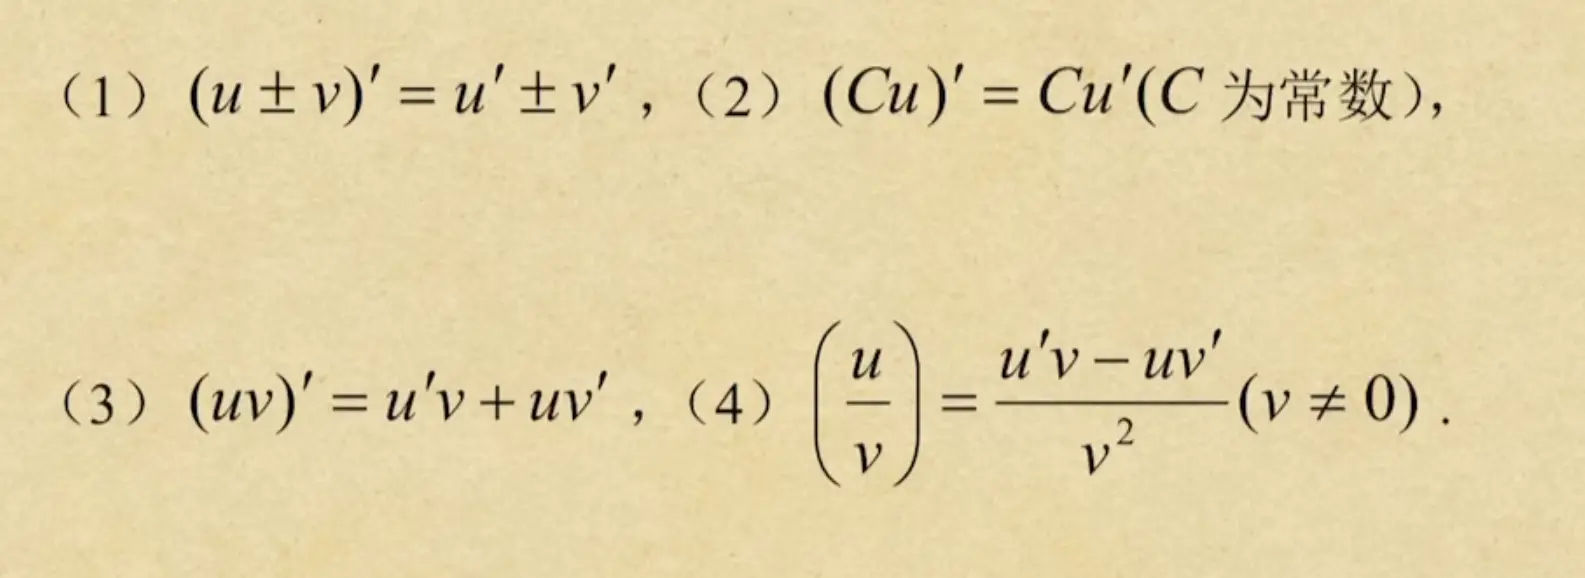 （1）(u ± v)′ = u′ ± v′，（2）(Cu)′ = Cu′(C 为常数),
（3）(uv)′ = u′v + uv′，（4）(u/v) = (u′v − uv′)/v² (v ≠ 0) .